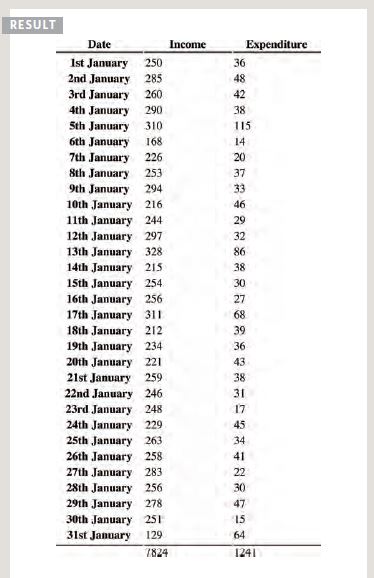 RESULT
Date Income Expenditure
1st January 250 36
2nd January 285 48
3rd January 260 42
4th January 290 38
5th January 310 115
6th January 168 14
7th January 226 20
8th January 253 37
9th January 294 33
10th January 216 46
11th January 244 29
12th January 297 32
13th January 328 86
14th January 215 38
15th January 254 30
16th January 256 27
17th January 311 68
18th January 212 39
19th January 234 36
20th January 221 43
21st January 259 38
22nd January 246 31
23rd January 248 17
24th January 229 45
25th January 263 34
26th January 258 41
27th January 283 22
28th January 256 30
29th January 278 47
30th January 251 15
31st January 129 64
7824 1241